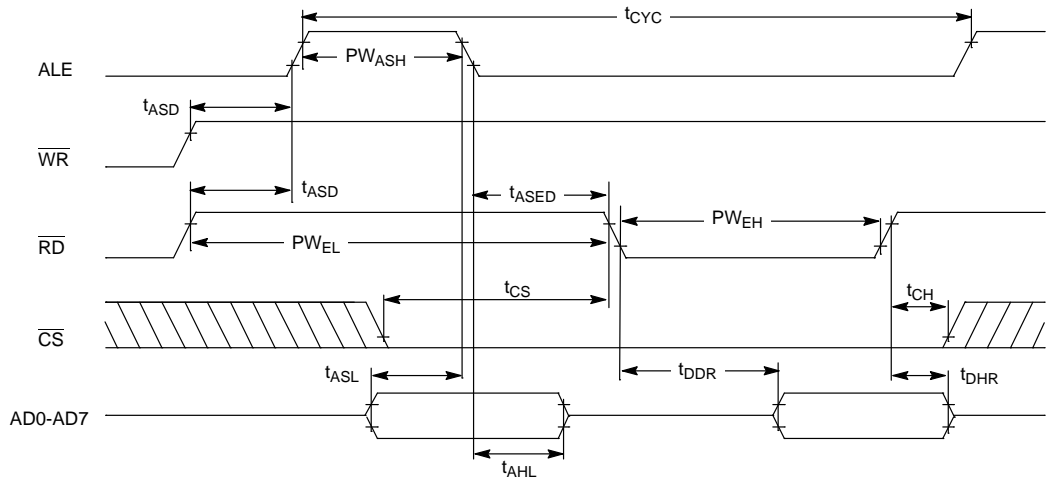 tCYC
ALE
PWASH
tASD
WR
tASD
tASED
RD
PWEL
PWEH
tCS
tCH
CS
tASL
tDDR
tDHR
AD0-AD7
tAHL